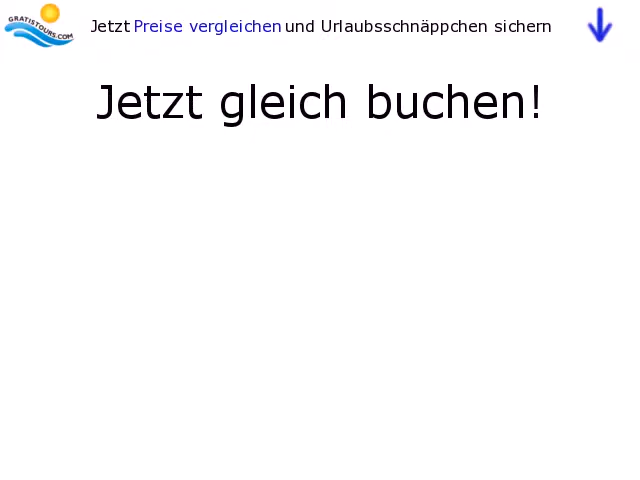 GRATISTOURS.COM
Jetzt Preise vergleichen und Urlaubsschnäppchen sichern
Jetzt gleich buchen!